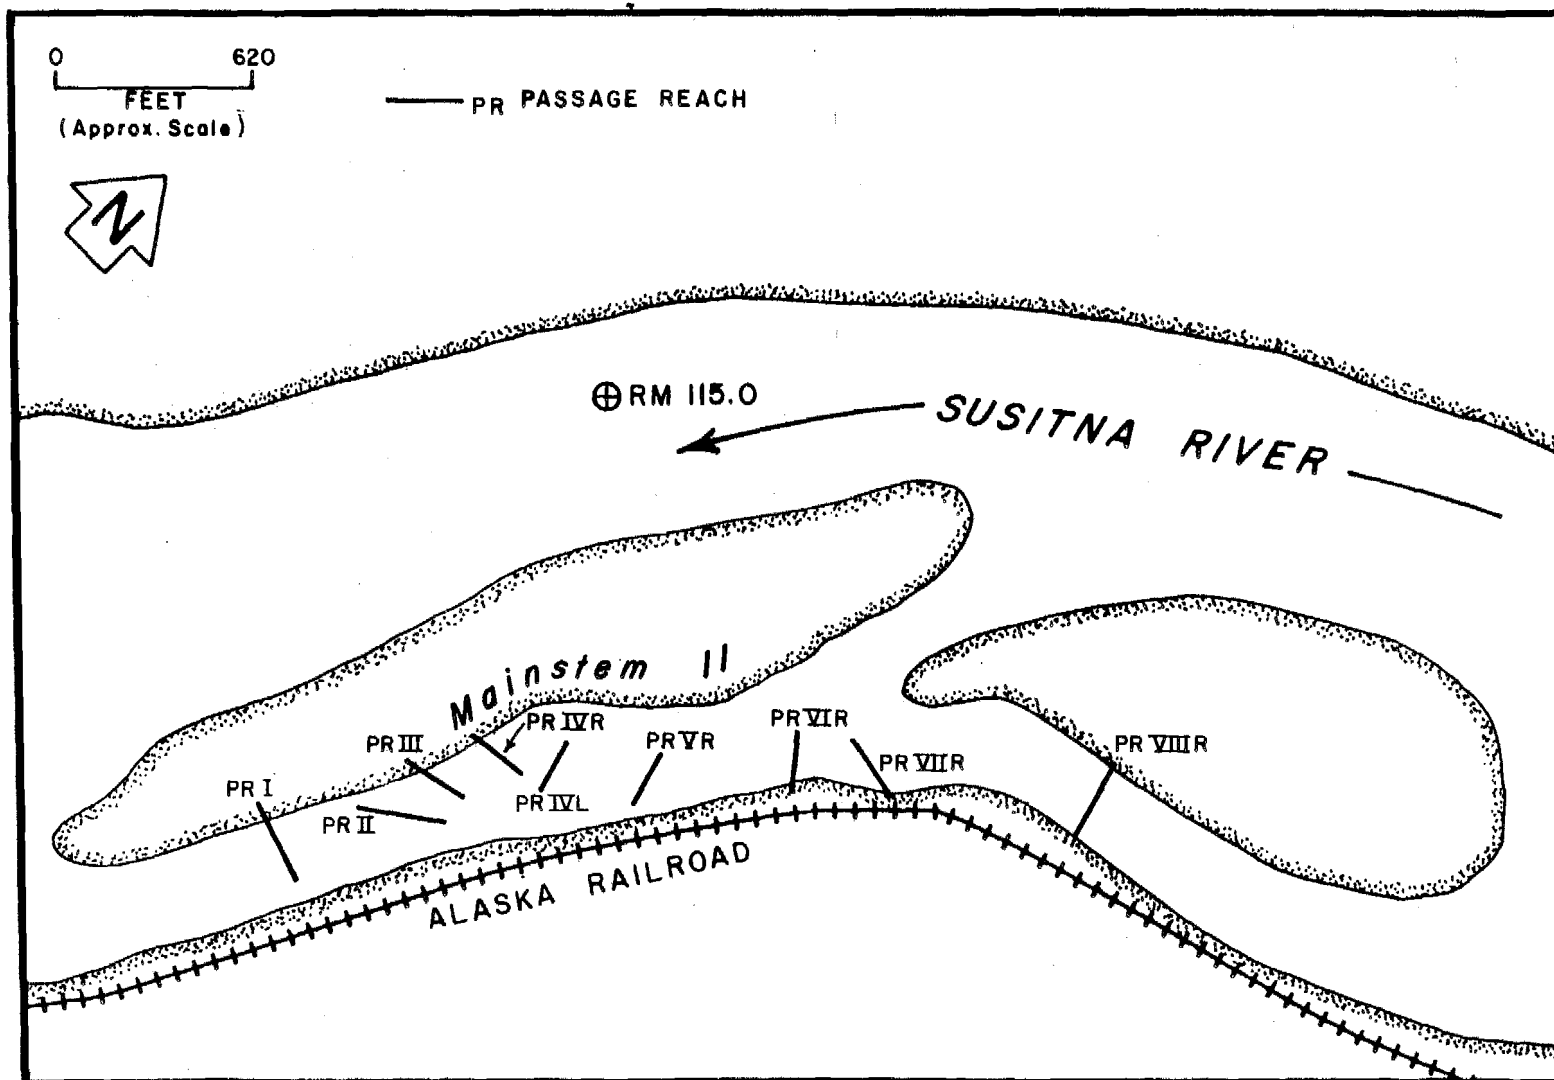 0 620
FEET
(Approx. Scale)
PR PASSAGE REACH
N
RM 115.0
SUSITNA RIVER
Mainstem II
PR I
PR II
PR III
PR IVR
PR IVL
PR VR
PR VIR
PR VIIR
PR VIIIR
ALASKA RAILROAD